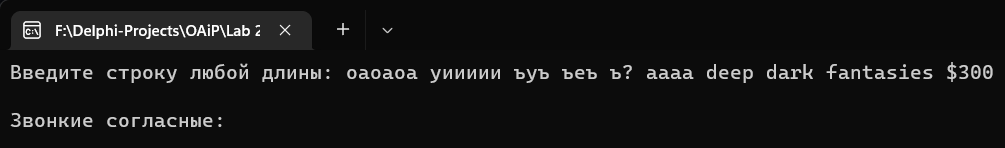 F:\Delphi-Projects\OAiP\Lab 2
Введите строку любой длины: оаоаоа уиииии ъуъ ъеъ ъ? аааа deep dark fantasies $300
Звонкие согласные: